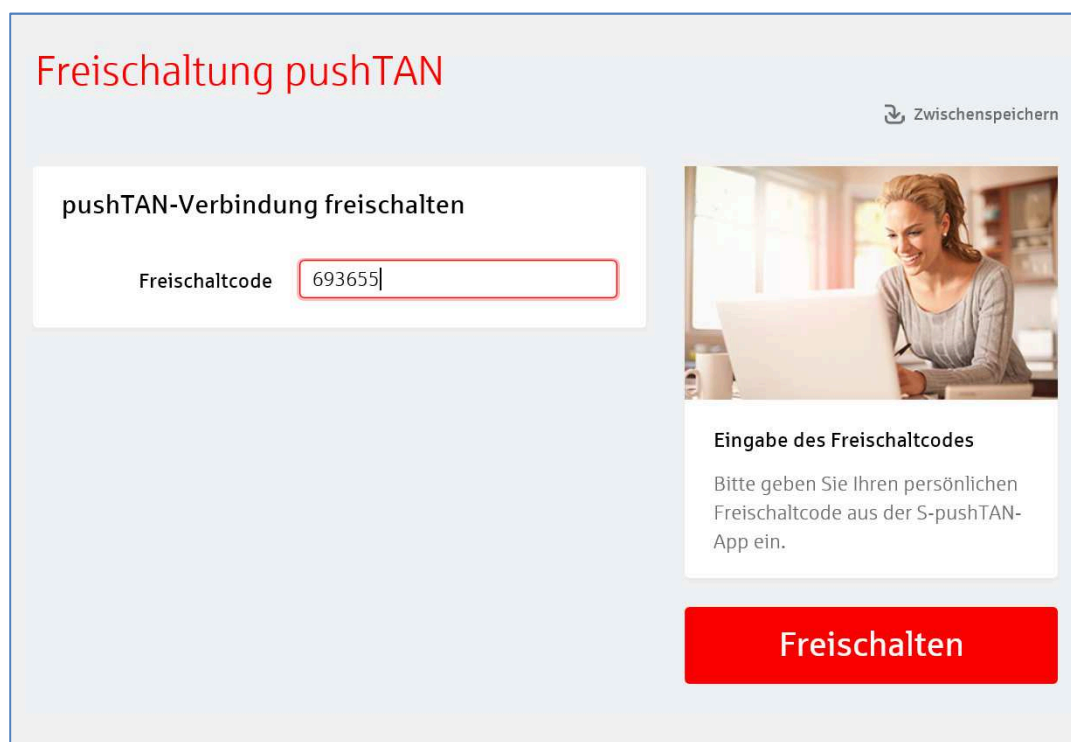 Freischaltung pushTAN
Zwischenspeichern
pushTAN-Verbindung freischalten
Freischaltcode 693655
Eingabe des Freischaltcodes
Bitte geben Sie Ihren persönlichen
Freischaltcode aus der S-pushTAN-
App ein.
Freischalten